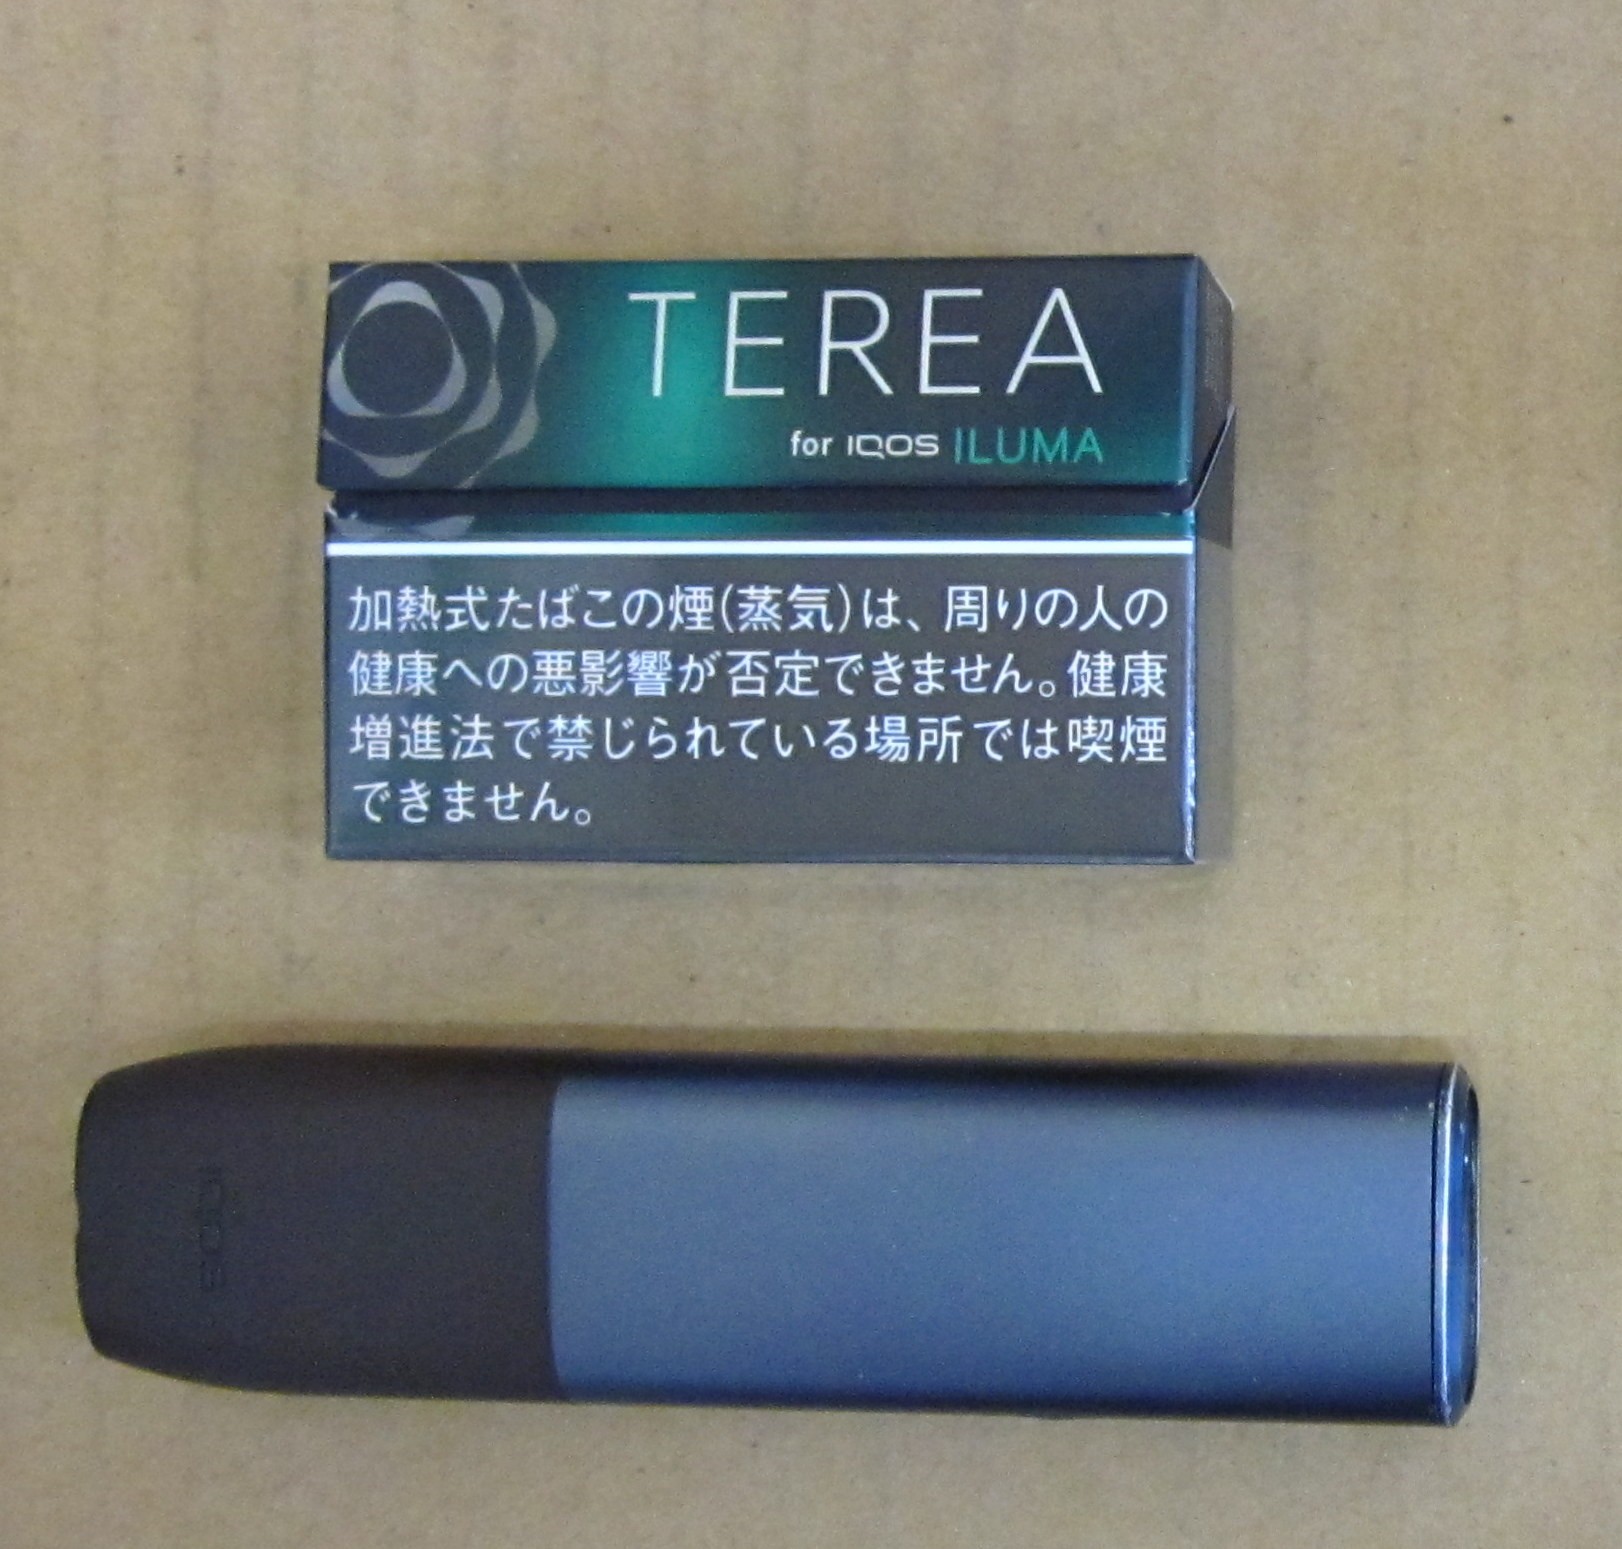 TEREA
for IQOS ILUMA
加熱式たばこの煙(蒸気)は、周りの人の
健康への悪影響が否定できません。健康
増進法で禁じられている場所では喫煙
できません。
IQOS